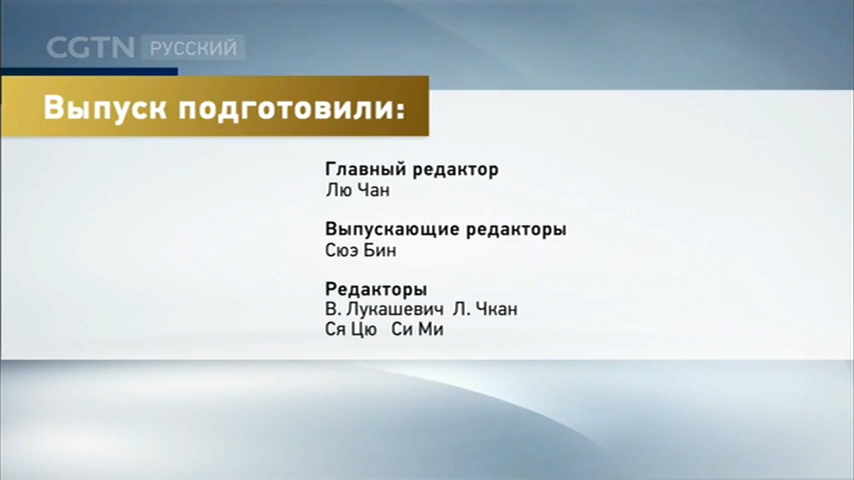 CGTN РУССКИЙ
Выпуск подготовили:
Главный редактор
Лю Чан
Выпускающие редакторы
Сюэ Бин
Редакторы
В. Лукашевич Л. Чкан
Ся Цю Си Ми